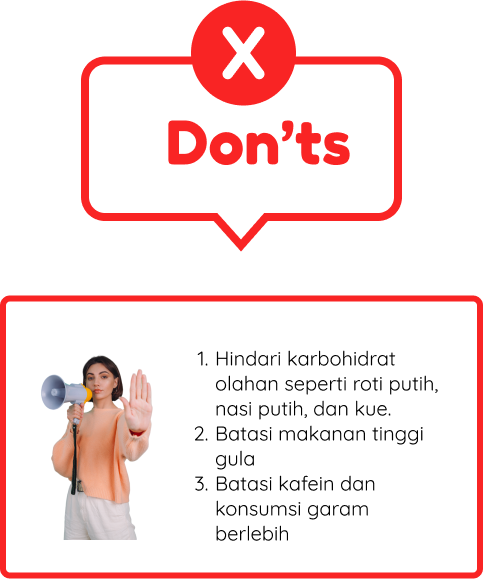 X
Don’ts
1. Hindari karbohidrat
olahan seperti roti putih,
nasi putih, dan kue.
2. Batasi makanan tinggi
gula
3. Batasi kafein dan
konsumsi garam
berlebih